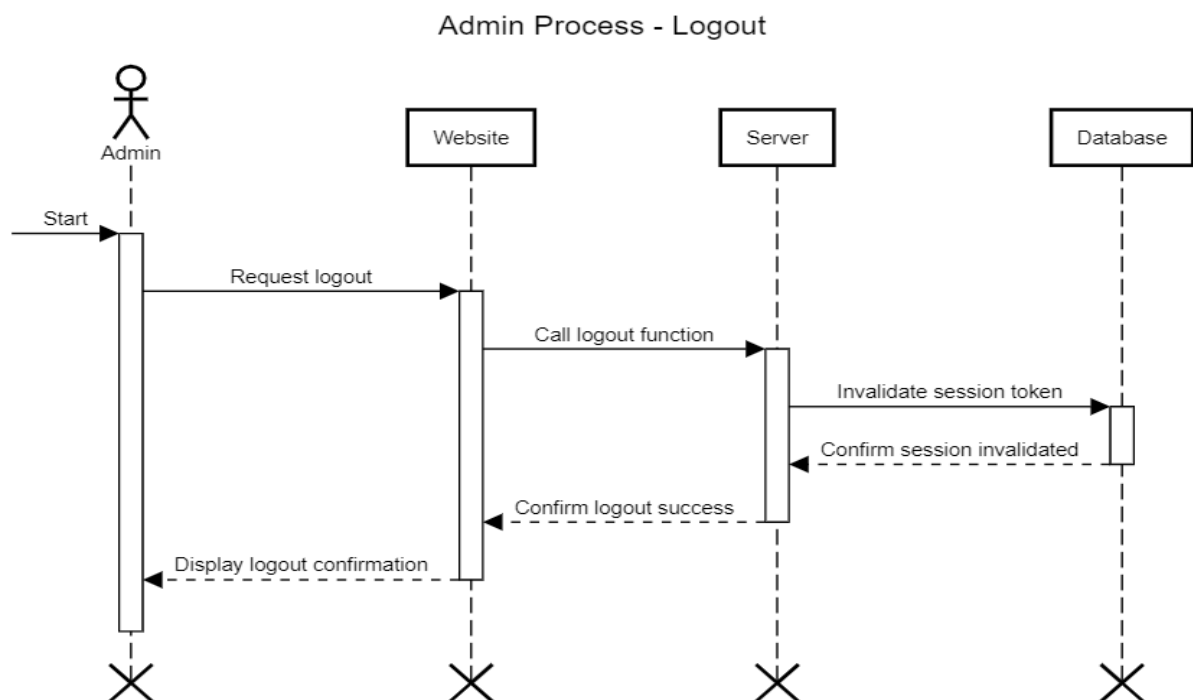 Admin Process - Logout
Admin
Website
Server
Database
Start
Request logout
Call logout function
Invalidate session token
Confirm session invalidated
Confirm logout success
Display logout confirmation